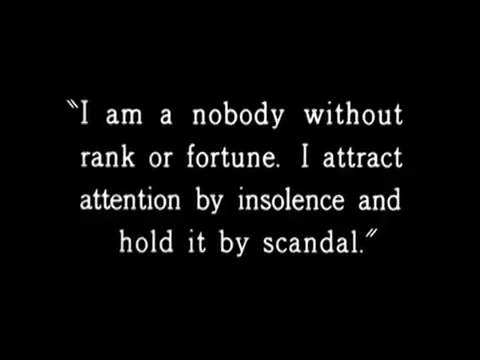 "I am a nobody without
rank or fortune. I attract
attention by insolence and
hold it by scandal."